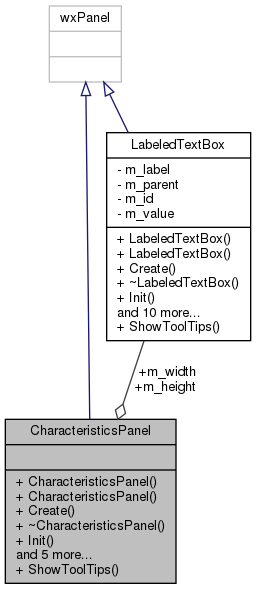 wxPanel
LabeledTextBox
- m_label
- m_parent
- m_id
- m_value
+ LabeledTextBox()
+ LabeledTextBox()
+ Create()
+ ~LabeledTextBox()
+ Init()
and 10 more...
+ ShowToolTips()
+m_width
+m_height
CharacteristicsPanel
+ CharacteristicsPanel()
+ CharacteristicsPanel()
+ Create()
+ ~CharacteristicsPanel()
+ Init()
and 5 more...
+ ShowToolTips()